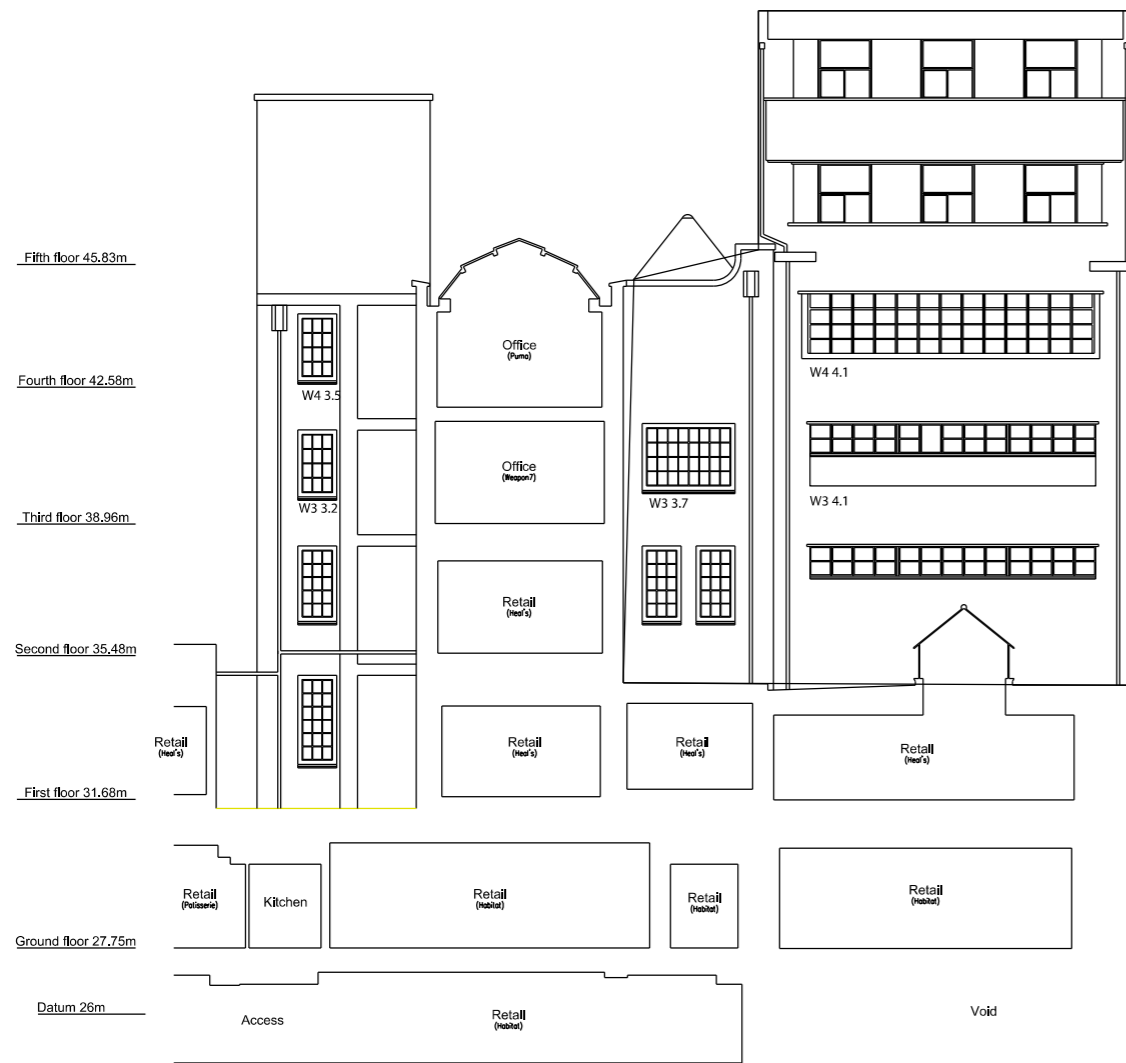 Fifth floor 45.83m
Office
(Puma)
W4 4.1
Fourth floor 42.58m
W4 3.5
Office
(Weapon7)
W3 3.2
W3 3.7
W3 4.1
Third floor 38.96m
Retail
(Heal's)
Second floor 35.48m
Retail
(Heal's)
Retail
(Heal's)
Retail
(Heal's)
Retail
(Heal's)
First floor 31.68m
Retail
(Patisserie)
Kitchen
Retail
(Habitat)
Retail
(Habitat)
Retail
(Habitat)
Ground floor 27.75m
Datum 26m
Access
Retail
(Habitat)
Void